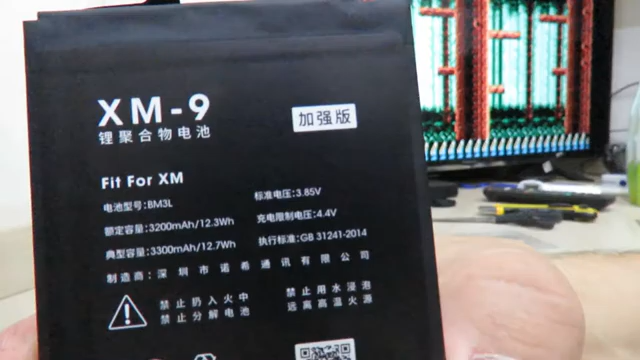 XM-9
加强版
锂聚合物电池
Fit For XM
电池型号:BM3L
标准电压:3.85V
额定容量:3200mAh/12.3Wh
充电限制电压:4.4V
典型容量:3300mAh/12.7Wh
执行标准:GB 31241-2014
制造商:深圳市诺希通讯有限公司
禁止扔入火中
禁止用水浸泡
禁止分解电池
远离高温火源